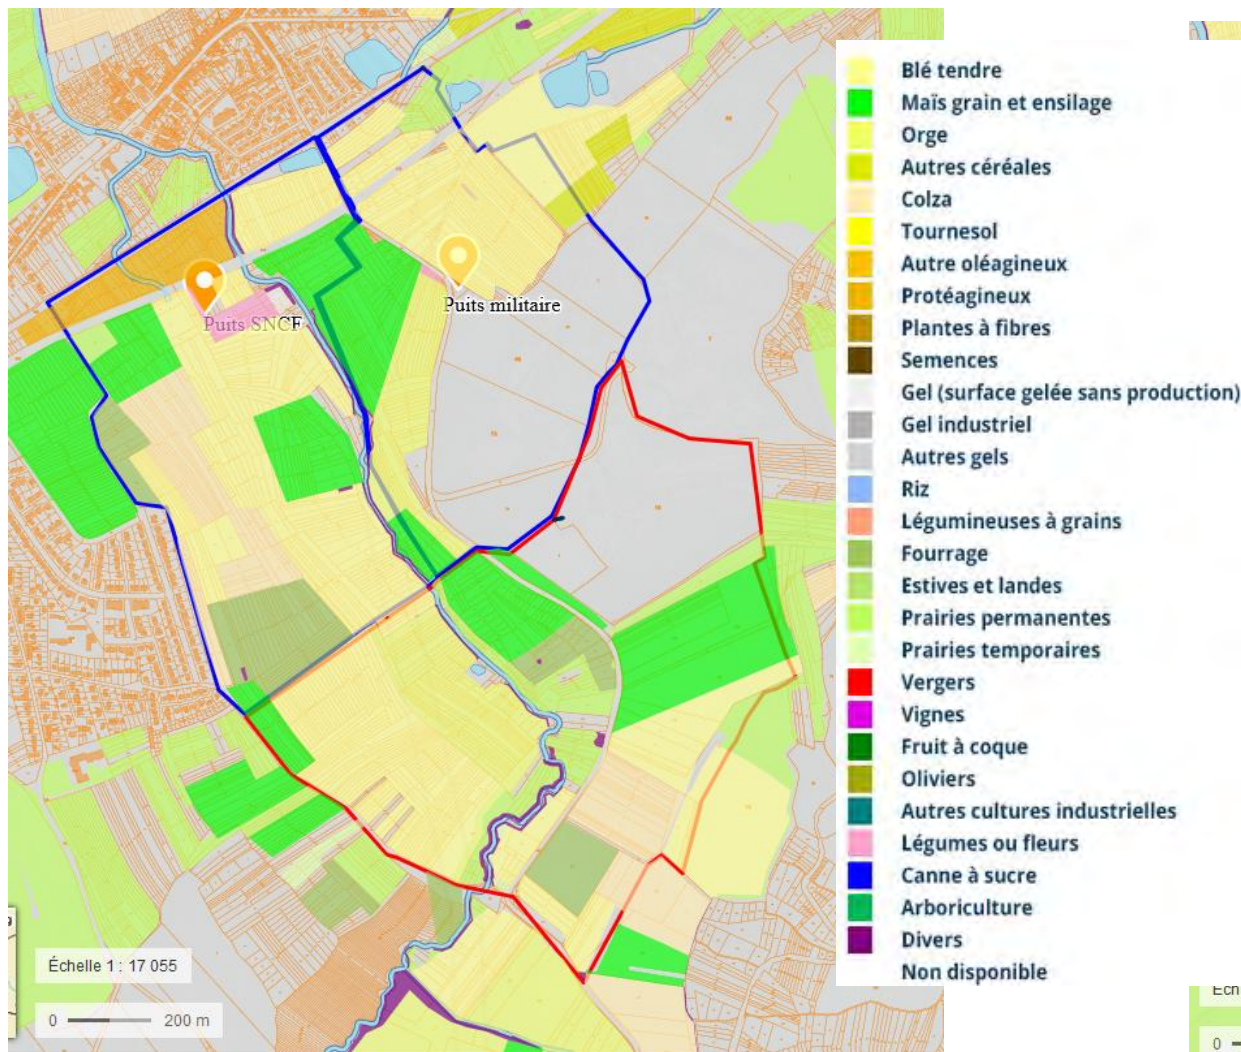 Blé tendre
Maïs grain et ensilage
Orge
Autres céréales
Colza
Tournesol
Autre oléagineux
Protéagineux
Plantes à fibres
Semences
Gel (surface gelée sans production)
Gel industriel
Autres gels
Riz
Légumineuses à grains
Fourrage
Estives et landes
Prairies permanentes
Prairies temporaires
Vergers
Vignes
Fruit à coque
Oliviers
Autres cultures industrielles
Légumes ou fleurs
Canne à sucre
Arboriculture
Divers
Non disponible
Puits militaire
Puits SNCF
Échelle 1 : 17 055
0 200 m
Éch
0